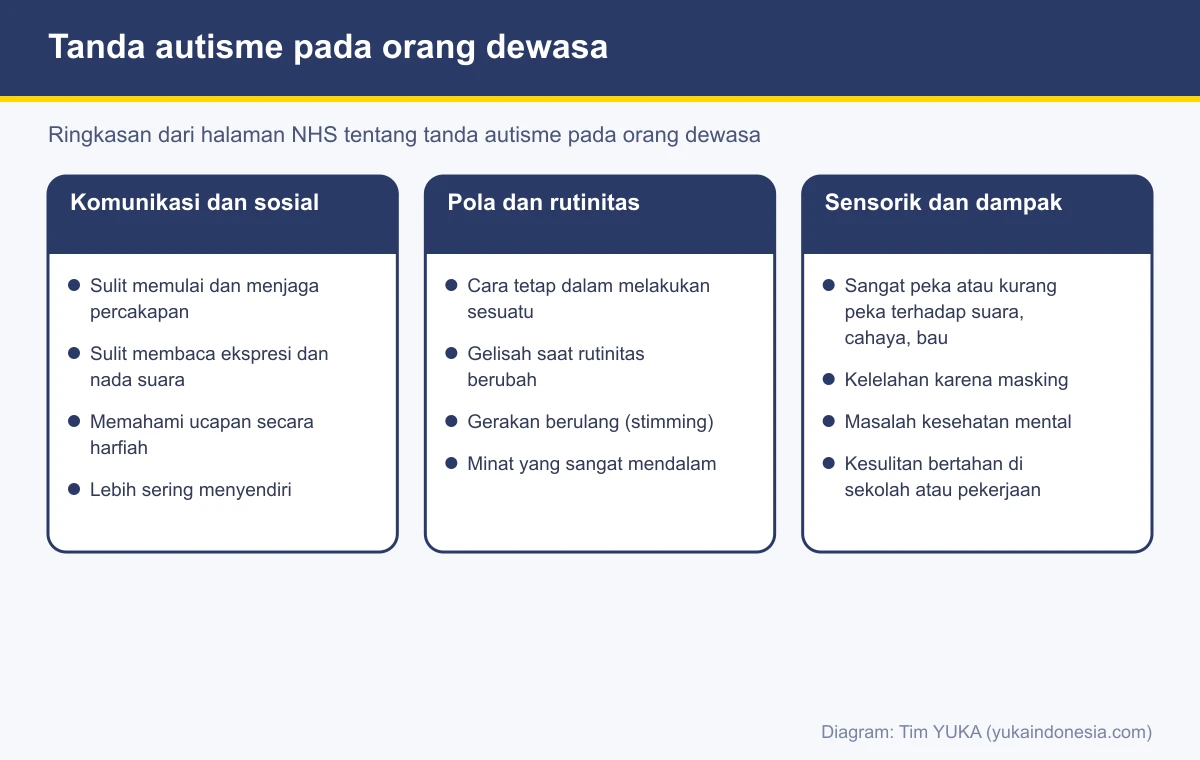 Tanda autisme pada orang dewasa
Ringkasan dari halaman NHS tentang tanda autisme pada orang dewasa
Komunikasi dan sosial
Sulit memulai dan menjaga
percakapan
Sulit membaca ekspresi dan
nada suara
Memahami ucapan secara
harfiah
Lebih sering menyendiri
Pola dan rutinitas
Cara tetap dalam melakukan
sesuatu
Gelisah saat rutinitas
berubah
Gerakan berulang (stimming)
Minat yang sangat mendalam
Sensorik dan dampak
Sangat peka atau kurang
peka terhadap suara,
cahaya, bau
Kelelahan karena masking
Masalah kesehatan mental
Kesulitan bertahan di
sekolah atau pekerjaan
Diagram: Tim YUKA (yukaindonesia.com)